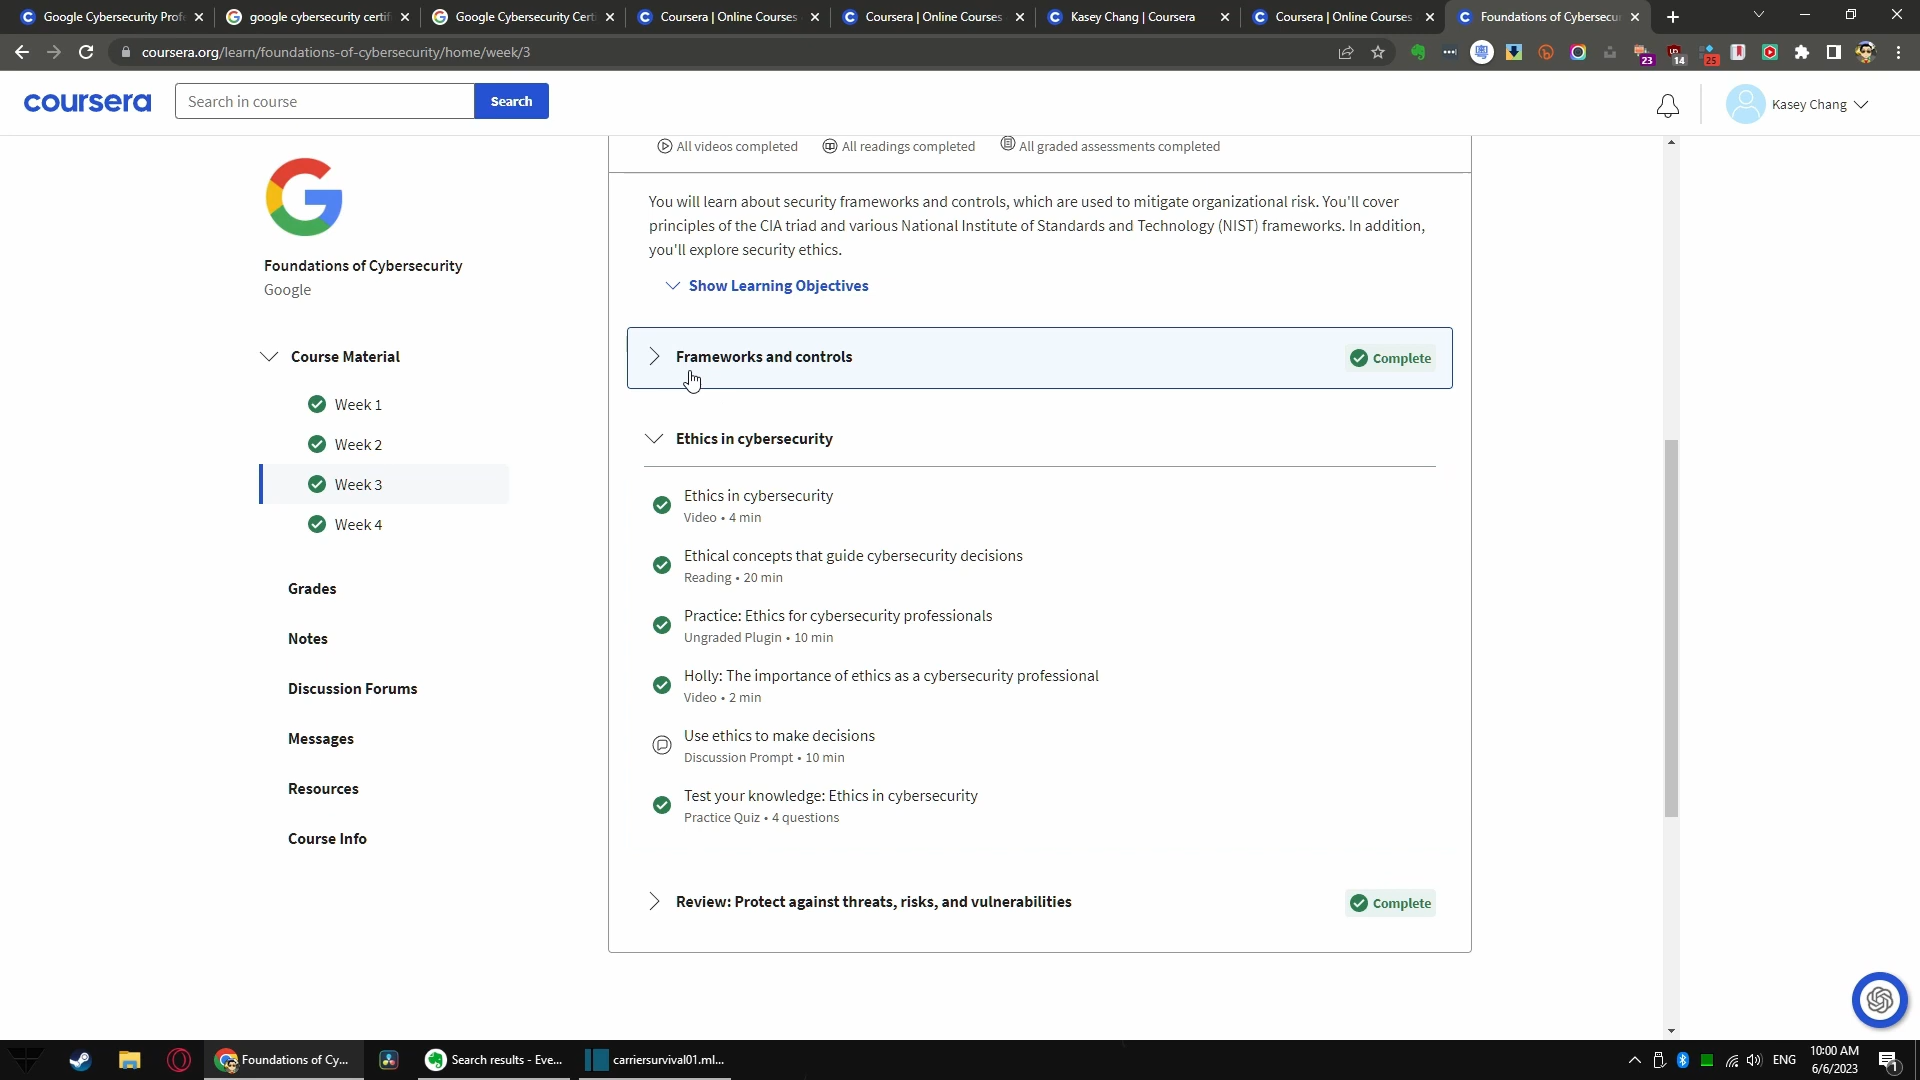 Google Cybersecurity Profe
google cybersecurity certifi
Google Cybersecurity Certi
Coursera | Online Courses
Coursera | Online Courses
Kasey Chang | Coursera
Coursera | Online Courses
Foundations of Cybersecur
coursera.org/learn/foundations-of-cybersecurity/home/week/3
23
14
25
coursera
Search in course
Search
Kasey Chang
All videos completed
All readings completed
All graded assessments completed
You will learn about security frameworks and controls, which are used to mitigate organizational risk. You'll cover
principles of the CIA triad and various National Institute of Standards and Technology (NIST) frameworks. In addition,
you'll explore security ethics.
Show Learning Objectives
Foundations of Cybersecurity
Google
Course Material
Week 1
Week 2
Week 3
Week 4
Grades
Notes
Discussion Forums
Messages
Resources
Course Info
Frameworks and controls
Complete
Ethics in cybersecurity
Ethics in cybersecurity
Video • 4 min
Ethical concepts that guide cybersecurity decisions
Reading • 20 min
Practice: Ethics for cybersecurity professionals
Ungraded Plugin • 10 min
Holly: The importance of ethics as a cybersecurity professional
Video • 2 min
Use ethics to make decisions
Discussion Prompt • 10 min
Test your knowledge: Ethics in cybersecurity
Practice Quiz • 4 questions
Review: Protect against threats, risks, and vulnerabilities
Complete
Foundations of Cy...
Search results - Eve...
carriersurvival01.ml...
ENG
10:00 AM
6/6/2023
1